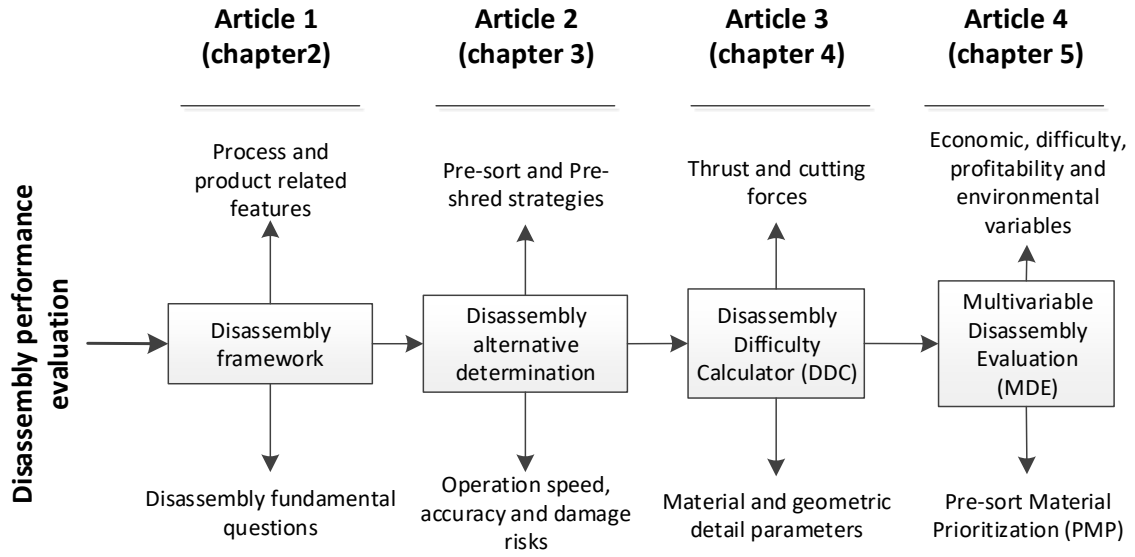 Article 1
(chapter2)
Article 2
(chapter 3)
Article 3
(chapter 4)
Article 4
(chapter 5)
Process and
product related
features
Pre-sort and Pre-
shred strategies
Thrust and cutting
forces
Economic, difficulty,
profitability and
environmental
variables
Disassembly performance
evaluation
Disassembly
framework
Disassembly
alternative
determination
Disassembly
Difficulty
Calculator (DDC)
Multivariable
Disassembly
Evaluation
(MDE)
Disassembly fundamental
questions
Operation speed,
accuracy and damage
risks
Material and geometric
detail parameters
Pre-sort Material
Prioritization (PMP)